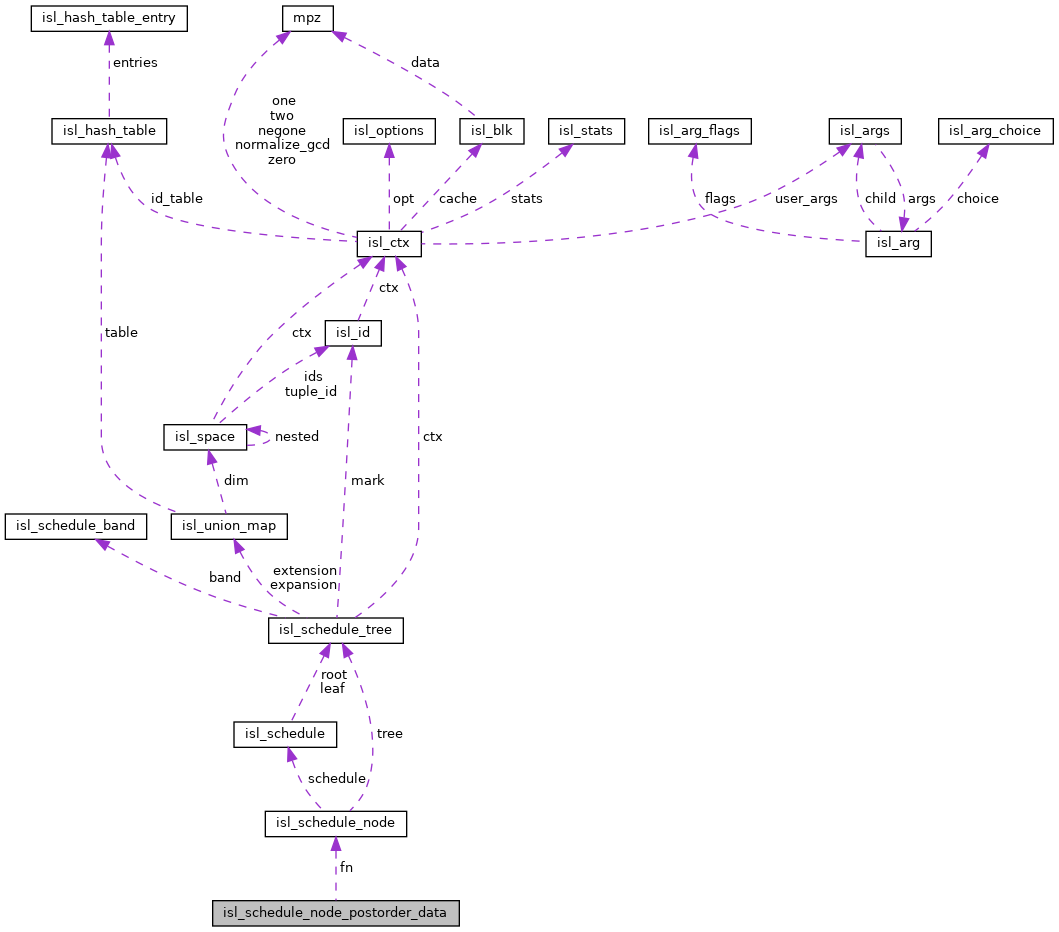 isl_hash_table_entry
mpz
entries
data
one
two
negone
normalize_gcd
zero
isl_hash_table
isl_options
isl_blk
isl_stats
isl_arg_flags
isl_args
isl_arg_choice
id_table
opt
cache
stats
flags
user_args
child
args
choice
isl_ctx
isl_arg
ctx
table
ctx
isl_id
ids
tuple_id
isl_space
nested
ctx
dim
mark
isl_schedule_band
isl_union_map
band
extension
expansion
isl_schedule_tree
root
leaf
isl_schedule
tree
schedule
isl_schedule_node
fn
isl_schedule_node_postorder_data